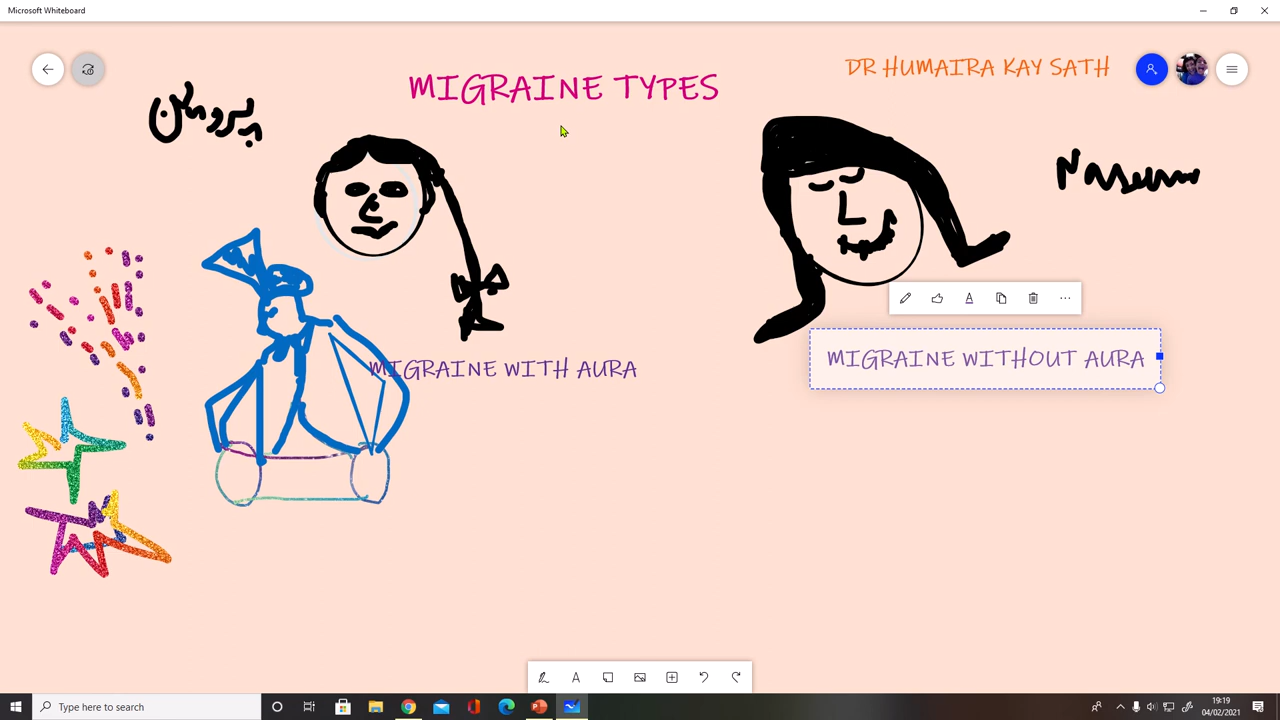 Microsoft Whiteboard
MIGRAINE TYPES
DR HUMAIRA KAY SATH
MIGRAINE WITH AURA
MIGRAINE WITHOUT AURA
Type here to search
19:19
04/02/2021